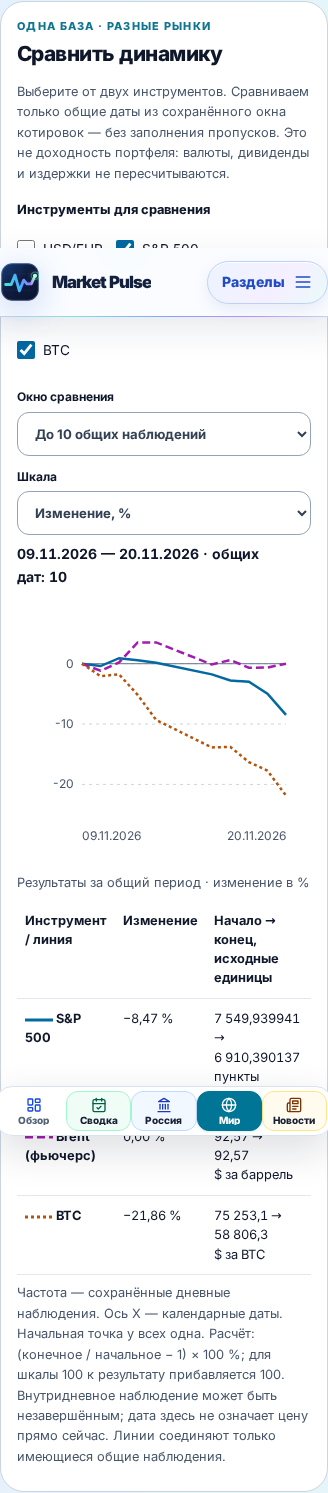 ОДНА БАЗА · РАЗНЫЕ РЫНКИ
Сравнить динамику
Выберите от двух инструментов. Сравниваем
только общие даты из сохранённого окна
котировок — без заполнения пропусков. Это
не доходность портфеля: валюты, дивиденды
и издержки не пересчитываются.
Инструменты для сравнения
USD/EUR S&P 500
Market Pulse
Разделы
BTC
Окно сравнения
До 10 общих наблюдений
Шкала
Изменение, %
09.11.2026 — 20.11.2026 · общих
дат: 10
0
-10
-20
09.11.2026 20.11.2026
Результаты за общий период · изменение в %
Инструмент
/ линия
Изменение
Начало →
конец,
исходные
единицы
S&P
500
−8,47 %
7 549,939941
→
6 910,390137
пункты
Обзор
Сводка
Россия
Мир
Новости
Brent
(фьючерс)
0,00 %
92,57 →
92,57
$ за баррель
BTC
−21,86 %
75 253,1 →
58 806,3
$ за BTC
Частота — сохранённые дневные
наблюдения. Ось X — календарные даты.
Начальная точка у всех одна. Расчёт:
(конечное / начальное − 1) × 100 %; для
шкалы 100 к результату прибавляется 100.
Внутридневное наблюдение может быть
незавершённым; дата здесь не означает цену
прямо сейчас. Линии соединяют только
имеющиеся общие наблюдения.